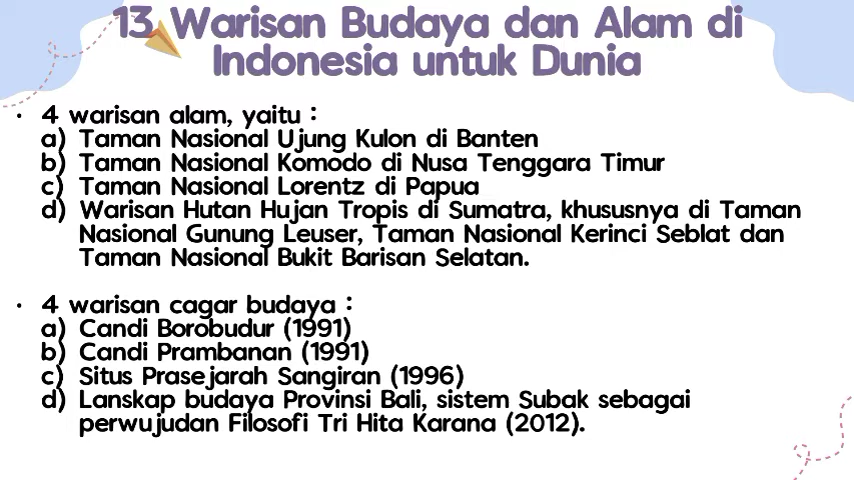 13 Warisan Budaya dan Alam di
Indonesia untuk Dunia
• 4 warisan alam, yaitu :
a) Taman Nasional Ujung Kulon di Banten
b) Taman Nasional Komodo di Nusa Tenggara Timur
c) Taman Nasional Lorentz di Papua
d) Warisan Hutan Hujan Tropis di Sumatra, khususnya di Taman
Nasional Gunung Leuser, Taman Nasional Kerinci Seblat dan
Taman Nasional Bukit Barisan Selatan.
• 4 warisan cagar budaya :
a) Candi Borobudur (1991)
b) Candi Prambanan (1991)
c) Situs Prasejarah Sangiran (1996)
d) Lanskap budaya Provinsi Bali, sistem Subak sebagai
perwujudan Filosofi Tri Hita Karana (2012).